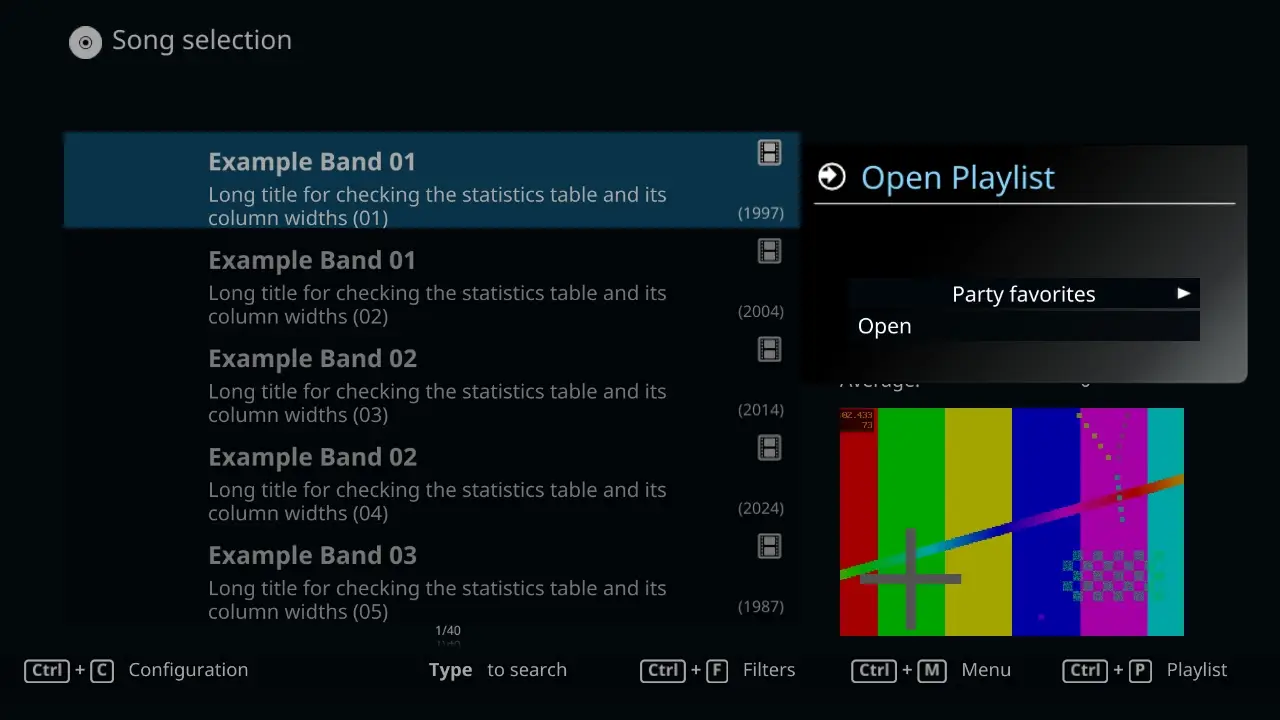 Song selection
Example Band 01
Long title for checking the statistics table and its
column widths (01)
(1997)
Example Band 01
Long title for checking the statistics table and its
column widths (02)
(2004)
Example Band 02
Long title for checking the statistics table and its
column widths (03)
(2014)
Example Band 02
Long title for checking the statistics table and its
column widths (04)
(2024)
Example Band 03
Long title for checking the statistics table and its
column widths (05)
(1987)
1/40
Open Playlist
Party favorites
Open
Average:
02.433
73
Ctrl + C Configuration
Type to search
Ctrl + F Filters
Ctrl + M Menu
Ctrl + P Playlist